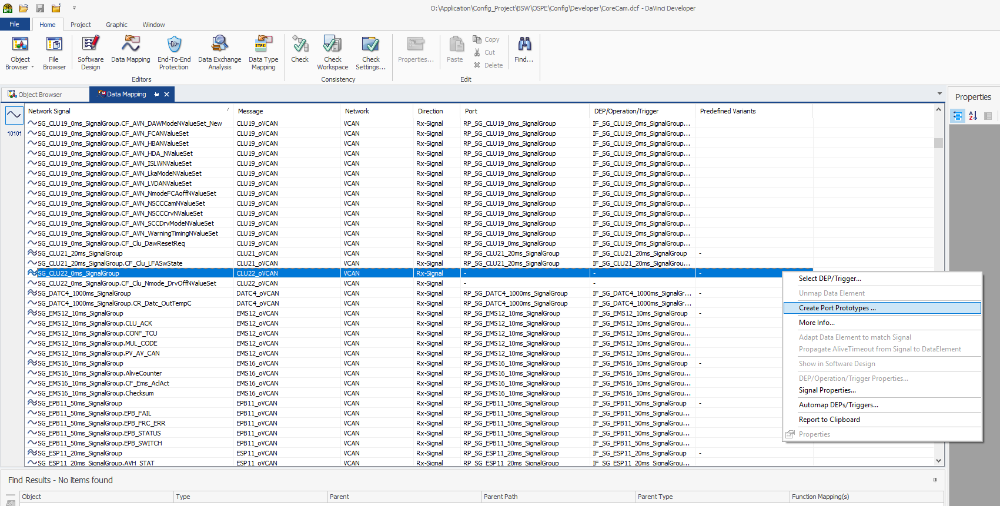 O:\Application\Config_Project\BSW\OSPE\Config\Developer\CoreCam.dcf - DaVinci Developer
File Home Project Graphic Window
Object Browser File Browser Software Design Data Mapping End-To-End Protection Data Exchange Analysis Data Type Mapping Check Check Workspace Check Settings... Properties... Paste Copy Cut Delete Find...
Editors Consistency Edit
Object Browser Data Mapping Properties
Network Signal Message Network Direction Port DEP/Operation/Trigger Predefined Variants
SG_CLU19_0ms_SignalGroup.CF_AVN_DAWModeNValueSet_New CLU19_oVCAN VCAN Rx-Signal RP_SG_CLU19_0ms_SignalGroup IF_SG_CLU19_0ms_SignalGroup...
10101 SG_CLU19_0ms_SignalGroup.CF_AVN_FCANValueSet CLU19_oVCAN VCAN Rx-Signal RP_SG_CLU19_0ms_SignalGroup IF_SG_CLU19_0ms_SignalGroup...
SG_CLU19_0ms_SignalGroup.CF_AVN_HBANValueSet CLU19_oVCAN VCAN Rx-Signal RP_SG_CLU19_0ms_SignalGroup IF_SG_CLU19_0ms_SignalGroup...
SG_CLU19_0ms_SignalGroup.CF_AVN_HDA_NValueSet CLU19_oVCAN VCAN Rx-Signal RP_SG_CLU19_0ms_SignalGroup IF_SG_CLU19_0ms_SignalGroup...
SG_CLU19_0ms_SignalGroup.CF_AVN_ISLWNValueSet CLU19_oVCAN VCAN Rx-Signal RP_SG_CLU19_0ms_SignalGroup IF_SG_CLU19_0ms_SignalGroup...
SG_CLU19_0ms_SignalGroup.CF_AVN_LkaModeNValueSet CLU19_oVCAN VCAN Rx-Signal RP_SG_CLU19_0ms_SignalGroup IF_SG_CLU19_0ms_SignalGroup...
SG_CLU19_0ms_SignalGroup.CF_AVN_LVDANValueSet CLU19_oVCAN VCAN Rx-Signal RP_SG_CLU19_0ms_SignalGroup IF_SG_CLU19_0ms_SignalGroup...
SG_CLU19_0ms_SignalGroup.CF_AVN_NmodeFCAoffNValueSet CLU19_oVCAN VCAN Rx-Signal RP_SG_CLU19_0ms_SignalGroup IF_SG_CLU19_0ms_SignalGroup...
SG_CLU19_0ms_SignalGroup.CF_AVN_NSCCCamNValueSet CLU19_oVCAN VCAN Rx-Signal RP_SG_CLU19_0ms_SignalGroup IF_SG_CLU19_0ms_SignalGroup...
SG_CLU19_0ms_SignalGroup.CF_AVN_NSCCCrvNValueSet CLU19_oVCAN VCAN Rx-Signal RP_SG_CLU19_0ms_SignalGroup IF_SG_CLU19_0ms_SignalGroup...
SG_CLU19_0ms_SignalGroup.CF_AVN_SCCDrvModeNValueSet CLU19_oVCAN VCAN Rx-Signal RP_SG_CLU19_0ms_SignalGroup IF_SG_CLU19_0ms_SignalGroup...
SG_CLU19_0ms_SignalGroup.CF_AVN_WarningTimingNValueSet CLU19_oVCAN VCAN Rx-Signal RP_SG_CLU19_0ms_SignalGroup IF_SG_CLU19_0ms_SignalGroup...
SG_CLU19_0ms_SignalGroup.CF_Clu_DawResetReq CLU19_oVCAN VCAN Rx-Signal RP_SG_CLU19_0ms_SignalGroup IF_SG_CLU19_0ms_SignalGroup...
SG_CLU21_20ms_SignalGroup CLU21_oVCAN VCAN Rx-Signal RP_SG_CLU21_20ms_SignalGroup IF_SG_CLU21_20ms_SignalGroup -
SG_CLU21_20ms_SignalGroup.CF_Clu_LFASwState CLU21_oVCAN VCAN Rx-Signal RP_SG_CLU21_20ms_SignalGroup IF_SG_CLU21_20ms_SignalGrou...
SG_CLU22_0ms_SignalGroup CLU22_oVCAN VCAN Rx-Signal - - -
SG_CLU22_0ms_SignalGroup.CF_Clu_Nmode_DrvOffNValueSet CLU22_oVCAN VCAN Rx-Signal - -
SG_DATC4_1000ms_SignalGroup DATC4_oVCAN VCAN Rx-Signal RP_SG_DATC4_1000ms_SignalGroup IF_SG_DATC4_1000ms_SignalGr... -
SG_DATC4_1000ms_SignalGroup.CR_Datc_OutTempC DATC4_oVCAN VCAN Rx-Signal RP_SG_DATC4_1000ms_SignalGroup IF_SG_DATC4_1000ms_SignalGr...
SG_EMS12_10ms_SignalGroup EMS12_oVCAN VCAN Rx-Signal RP_SG_EMS12_10ms_SignalGroup IF_SG_EMS12_10ms_SignalGroup -
SG_EMS12_10ms_SignalGroup.CLU_ACK EMS12_oVCAN VCAN Rx-Signal RP_SG_EMS12_10ms_SignalGroup IF_SG_EMS12_10ms_SignalGrou...
SG_EMS12_10ms_SignalGroup.CONF_TCU EMS12_oVCAN VCAN Rx-Signal RP_SG_EMS12_10ms_SignalGroup IF_SG_EMS12_10ms_SignalGrou...
SG_EMS12_10ms_SignalGroup.MUL_CODE EMS12_oVCAN VCAN Rx-Signal RP_SG_EMS12_10ms_SignalGroup IF_SG_EMS12_10ms_SignalGrou...
SG_EMS12_10ms_SignalGroup.PV_AV_CAN EMS12_oVCAN VCAN Rx-Signal RP_SG_EMS12_10ms_SignalGroup IF_SG_EMS12_10ms_SignalGrou...
SG_EMS16_10ms_SignalGroup EMS16_oVCAN VCAN Rx-Signal RP_SG_EMS16_10ms_SignalGroup IF_SG_EMS16_10ms_SignalGroup -
SG_EMS16_10ms_SignalGroup.AliveCounter EMS16_oVCAN VCAN Rx-Signal RP_SG_EMS16_10ms_SignalGroup IF_SG_EMS16_10ms_SignalGrou...
SG_EMS16_10ms_SignalGroup.CF_Ems_AclAct EMS16_oVCAN VCAN Rx-Signal RP_SG_EMS16_10ms_SignalGroup IF_SG_EMS16_10ms_SignalGrou...
SG_EMS16_10ms_SignalGroup.Checksum EMS16_oVCAN VCAN Rx-Signal RP_SG_EMS16_10ms_SignalGroup IF_SG_EMS16_10ms_SignalGrou...
SG_EPB11_50ms_SignalGroup EPB11_oVCAN VCAN Rx-Signal RP_SG_EPB11_50ms_SignalGroup IF_SG_EPB11_50ms_SignalGroup -
SG_EPB11_50ms_SignalGroup.EPB_FAIL EPB11_oVCAN VCAN Rx-Signal RP_SG_EPB11_50ms_SignalGroup IF_SG_EPB11_50ms_SignalGrou...
SG_EPB11_50ms_SignalGroup.EPB_FRC_ERR EPB11_oVCAN VCAN Rx-Signal RP_SG_EPB11_50ms_SignalGroup IF_SG_EPB11_50ms_SignalGrou...
SG_EPB11_50ms_SignalGroup.EPB_STATUS EPB11_oVCAN VCAN Rx-Signal RP_SG_EPB11_50ms_SignalGroup IF_SG_EPB11_50ms_SignalGrou...
SG_EPB11_50ms_SignalGroup.EPB_SWITCH EPB11_oVCAN VCAN Rx-Signal RP_SG_EPB11_50ms_SignalGroup IF_SG_EPB11_50ms_SignalGrou...
SG_ESP11_20ms_SignalGroup ESP11_oVCAN VCAN Rx-Signal RP_SG_ESP11_20ms_SignalGroup IF_SG_ESP11_20ms_SignalGroup -
SG_ESP11_20ms_SignalGroup.AVH_STAT ESP11_oVCAN VCAN Rx-Signal RP_SG_ESP11_20ms_SignalGroup IF_SG_ESP11_20ms_SignalGrou...
Select DEP/Trigger...
Unmap Data Element
Create Port Prototypes ...
More Info...
Adapt Data Element to match Signal
Propagate AliveTimeout from Signal to DataElement
Show in Software Design
DEP/Operation/Trigger Properties...
Signal Properties...
Automap DEPs/Triggers...
Report to Clipboard
Properties
Find Results - No items found
Object Type Parent Parent Path Parent Type Function Mapping(s)